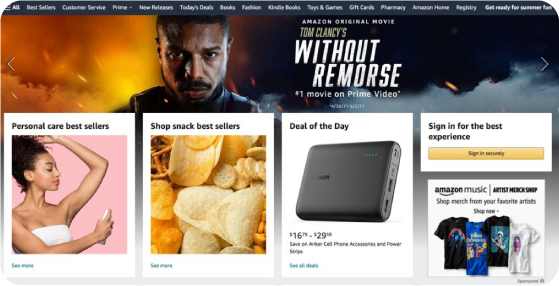 All Best Sellers Customer Service Prime New Releases Today's Deals Books Fashion Kindle Books Toys & Games Gift Cards Pharmacy Amazon Home Registry Get ready for summer fun
AMAZON ORIGINAL MOVIE
TOM CLANCY'S
WITHOUT
REMORSE
#1 movie on Prime Video*
Personal care best sellers
See more
Shop snack best sellers
See more
Deal of the Day
ANKER
$1679 - $2959
Save on Anker Cell Phone Accessories and Power
Strips
See all deals
Sign in for the best
experience
Sign in securely
amazon music | ARTIST MERCH SHOP
Shop merch from your favorite artists
Shop now ›
Sponsored